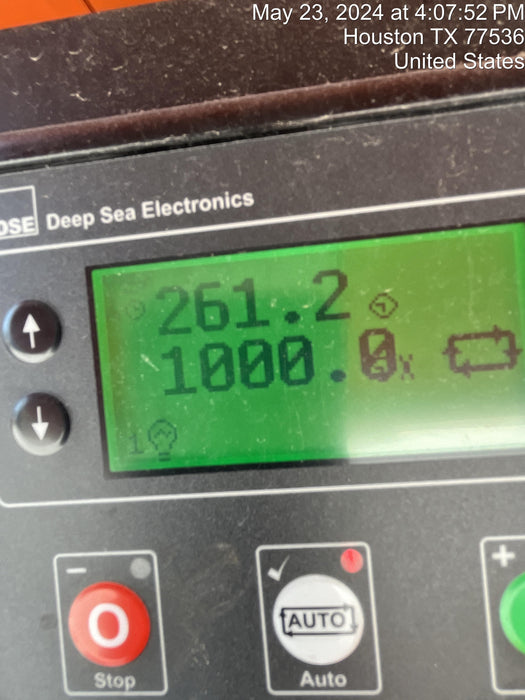 May 23, 2024 at 4:07:52 PM
Houston TX 77536
United States
DSE Deep Sea Electronics
261.2
1000.0
1
AUTO
Stop
Auto